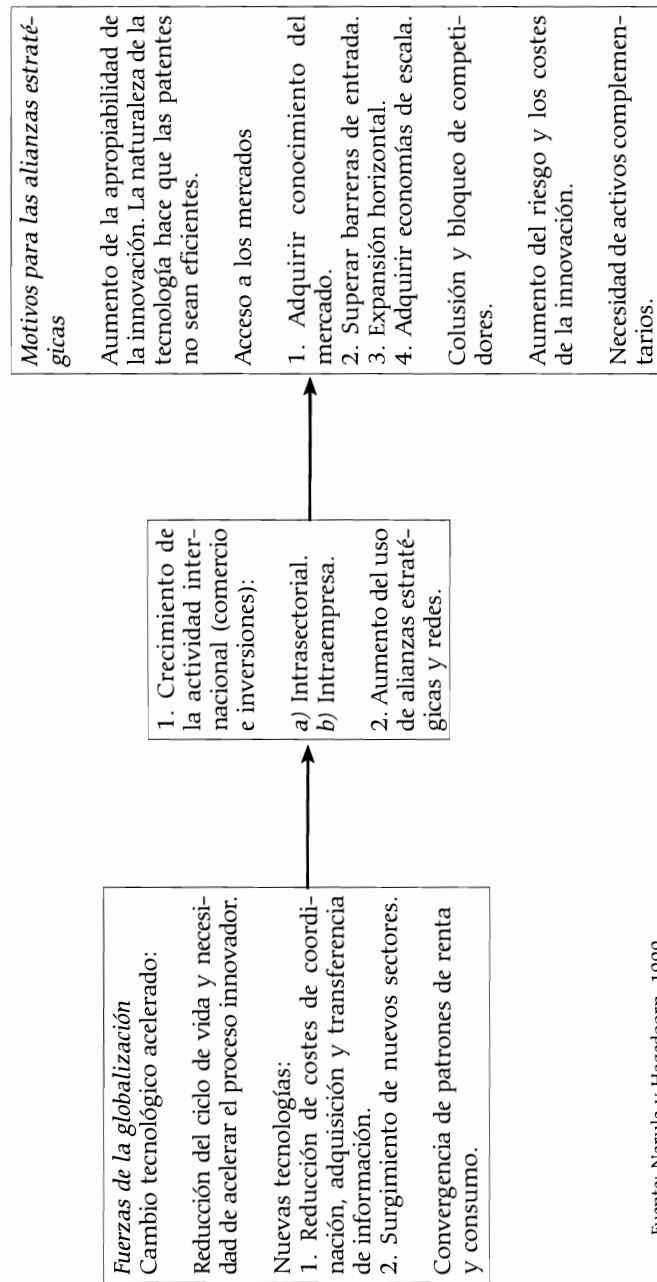 Fuerzas de la globalización
Cambio tecnológico acelerado:
Reducción del ciclo de vida y necesi-
dad de acelerar el proceso innovador.
Nuevas tecnologías:
1. Reducción de costes de coordi-
nación, adquisición y transferencia
de información.
2. Surgimiento de nuevos sectores.
Convergencia de patrones de renta
y consumo.
1. Crecimiento de
la actividad inter-
nacional (comercio
e inversiones):
a) Intrasectorial.
b) Intraempresa.
2. Aumento del uso
de alianzas estraté-
gicas y redes.
Motivos para las alianzas estraté-
gicas
Aumento de la apropiabilidad de
la innovación. La naturaleza de la
tecnología hace que las patentes
no sean eficientes.
Acceso a los mercados
1. Adquirir conocimiento del
mercado.
2. Superar barreras de entrada.
3. Expansión horizontal.
4. Adquirir economías de escala.
Colusión y bloqueo de competi-
dores.
Aumento del riesgo y los costes
de la innovación.
Necesidad de activos complemen-
tarios.
Fuente: Narula y Hagedoorn,